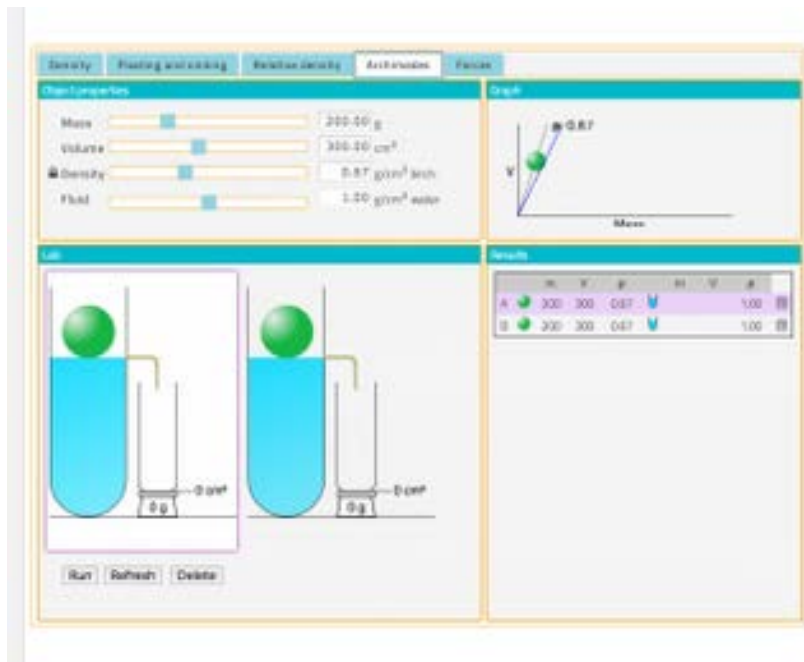 Density Floating and sinking Relative density Archimedes Forces
Object properties
Mass 200.00 g
Volume 300.00 cm³
Density 0.67 g/cm³ birch
Fluid 1.00 g/cm³ water
Graph
0.67
V
Mass
Lab
0 cm³
0 g
0 cm³
0 g
Run Refresh Delete
Results
m V ρ M V ρ
A 200 300 0.67 1.00
B 200 300 0.67 1.00